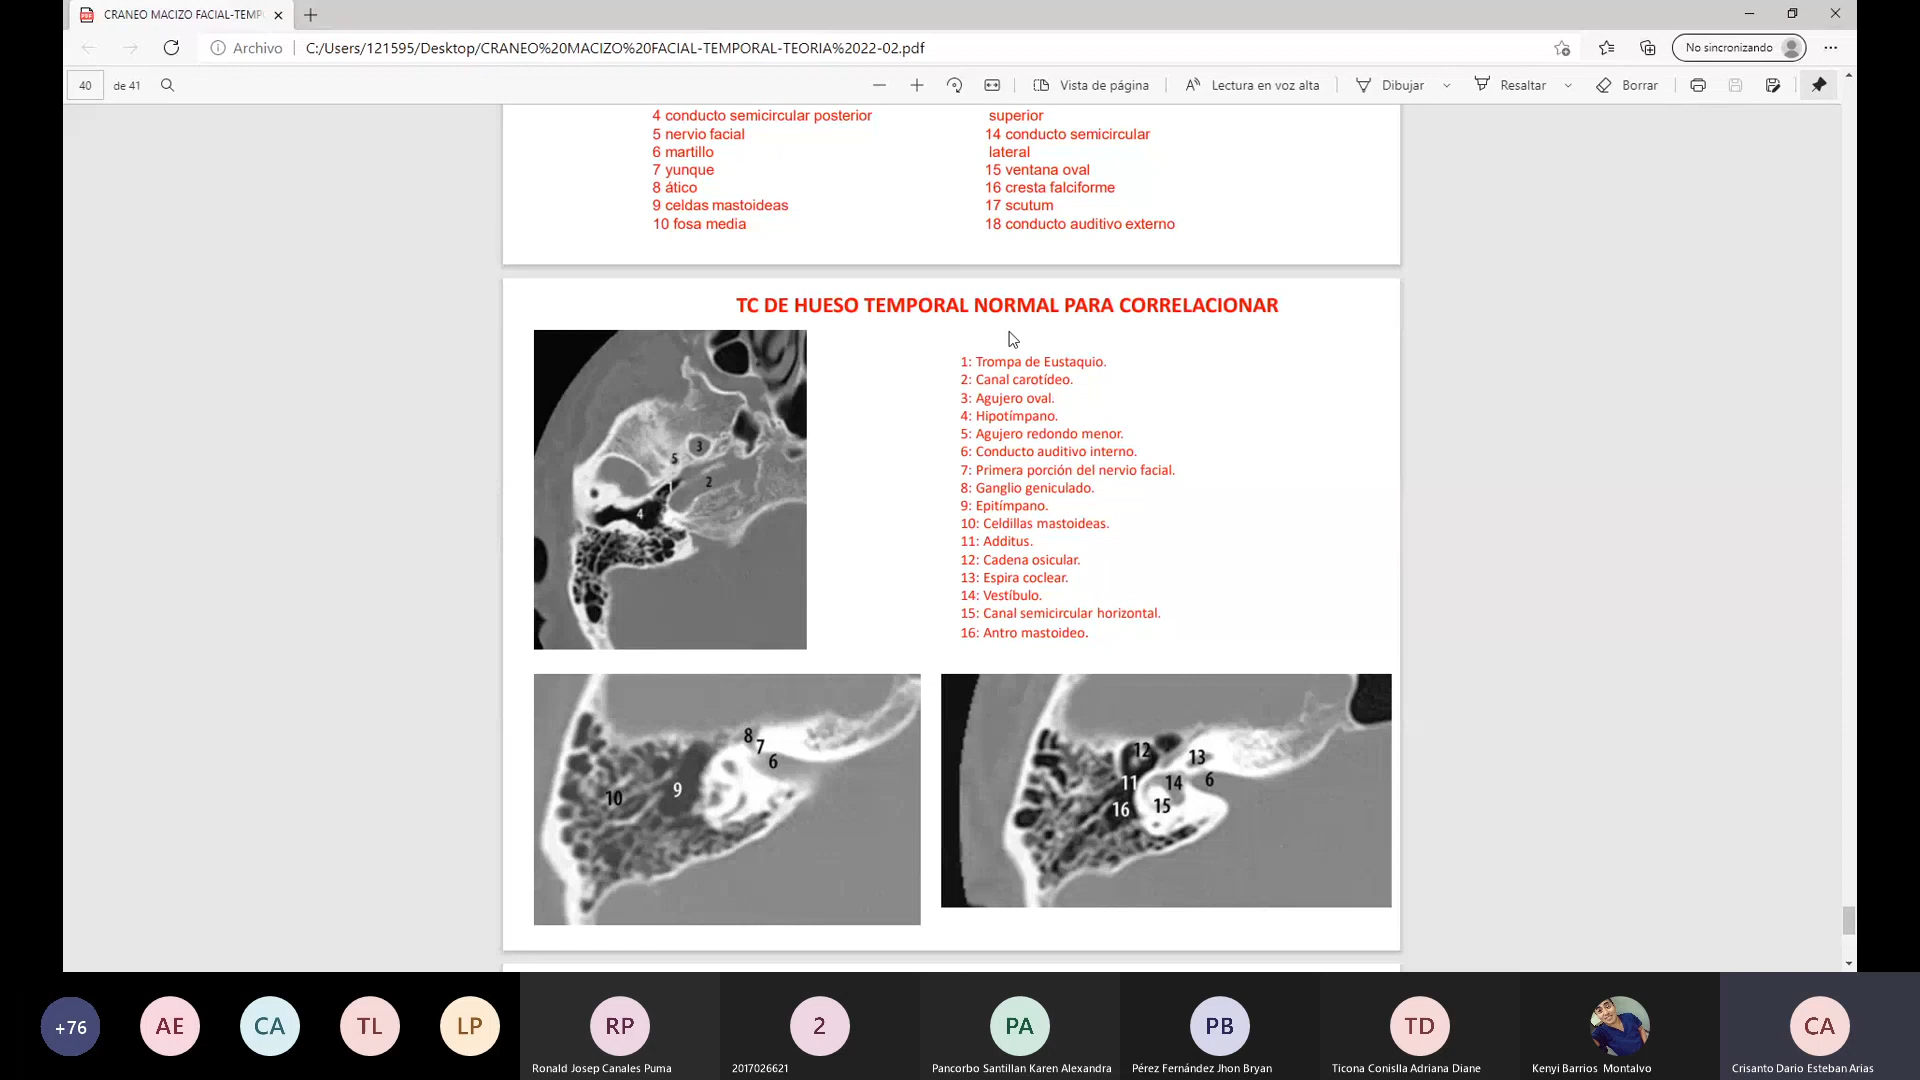 CRANEO MACIZO FACIAL-TEMP
Archivo
C:/Users/121595/Desktop/CRANEO%20MACIZO%20FACIAL-TEMPORAL-TEORIA%2022-02.pdf
No sincronizando
40 de 41
Vista de página
Lectura en voz alta
Dibujar
Resaltar
Borrar
4 conducto semicircular posterior
5 nervio facial
6 martillo
7 yunque
8 ático
9 celdas mastoideas
10 fosa media
superior
14 conducto semicircular
lateral
15 ventana oval
16 cresta falciforme
17 scutum
18 conducto auditivo externo
TC DE HUESO TEMPORAL NORMAL PARA CORRELACIONAR
3
5
1
2
4
1: Trompa de Eustaquio.
2: Canal carotídeo.
3: Agujero oval.
4: Hipotímpano.
5: Agujero redondo menor.
6: Conducto auditivo interno.
7: Primera porción del nervio facial.
8: Ganglio geniculado.
9: Epitímpano.
10: Celdillas mastoideas.
11: Additus.
12: Cadena osicular.
13: Espira coclear.
14: Vestíbulo.
15: Canal semicircular horizontal.
16: Antro mastoideo.
8
7
6
9
10
12
13
11
14
6
15
16
+76
AE
CA
TL
LP
RP
Ronald Josep Canales Puma
2
2017026621
PA
Pancorbo Santillan Karen Alexandra
PB
Pérez Fernández Jhon Bryan
TD
Ticona Conislla Adriana Diane
Kenyi Barrios Montalvo
CA
Crisanto Dario Esteban Arias